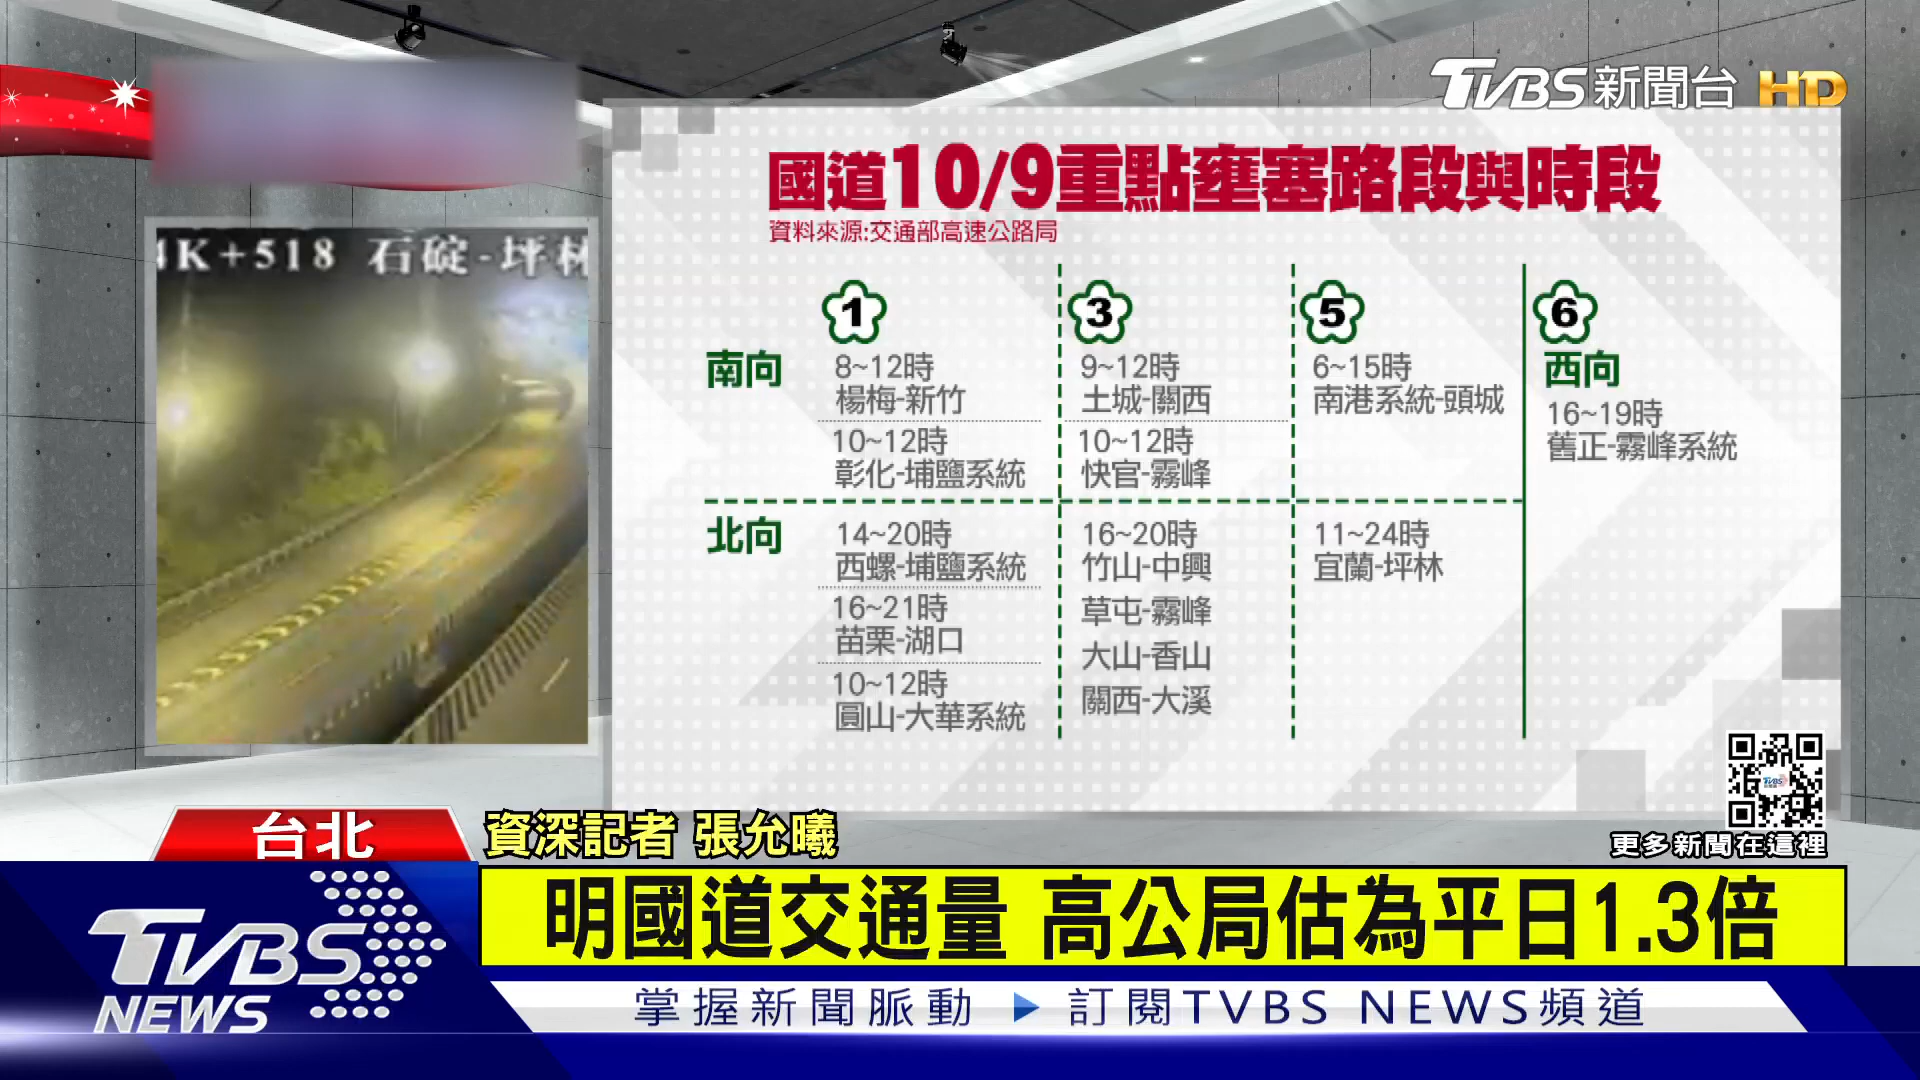 TVBS新聞台 HD
國道10/9重點壅塞路段與時段
資料來源:交通部高速公路局
4K+518 石碇-坪林
1
3
5
6
南向
8~12時
楊梅-新竹
10~12時
彰化-埔鹽系統
9~12時
土城-關西
10~12時
快官-霧峰
6~15時
南港系統-頭城
西向
16~19時
舊正-霧峰系統
北向
14~20時
西螺-埔鹽系統
16~21時
苗栗-湖口
10~12時
圓山-大華系統
16~20時
竹山-中興
草屯-霧峰
大山-香山
關西-大溪
11~24時
宜蘭-坪林
TVBS
更多新聞在這裡
台北
資深記者 張允曦
明國道交通量 高公局估為平日1.3倍
TVBS
NEWS
掌握新聞脈動 訂閱TVBS NEWS頻道